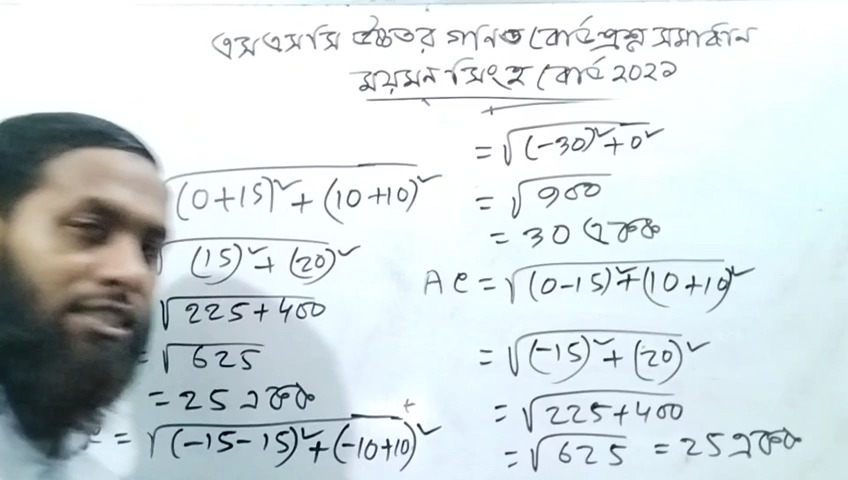 এসএসসি উচ্চতর গনিত বোর্ড প্রশ্ন সমাধান
ময়মনসিংহ বোর্ড ২০২১
√(0+15)²+(10+10)²
√(15)²+(20)²
√225+400
=√625
=25 একক
=√(-15-15)²+(-10+10)²
=√(-30)²+0²
=√900
=30 একক
AC=√(0-15)²+(10+10)²
=√(-15)²+(20)²
=√225+400
=√625 =25 একক